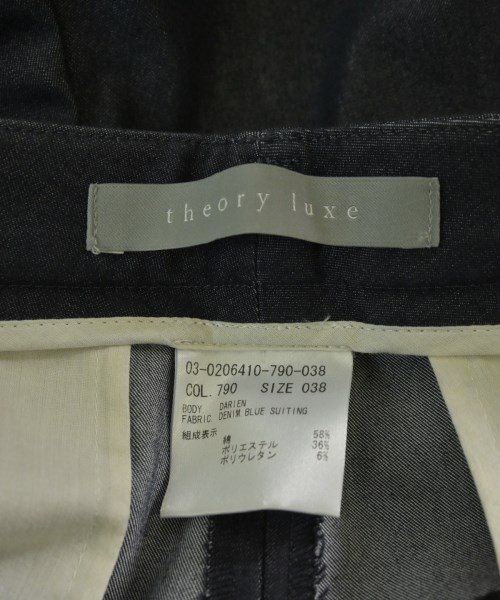 theory luxe
03-0206410-790-038
COL. 790 SIZE 038
BODY. DARIEN
FABRIC. DENIM BLUE SUITING
組成表示
綿 58%
ポリエステル 36%
ポリウレタン 6%